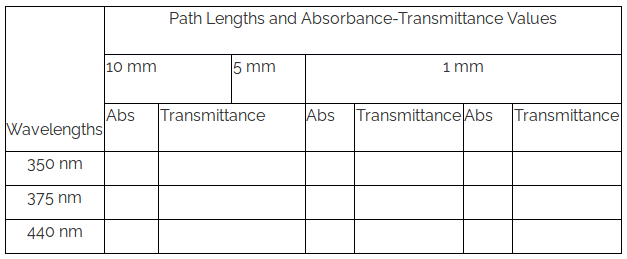 Path Lengths and Absorbance-Transmittance Values
10 mm 5 mm 1 mm
Wavelengths Abs Transmittance Abs Transmittance Abs Transmittance
350 nm
375 nm
440 nm